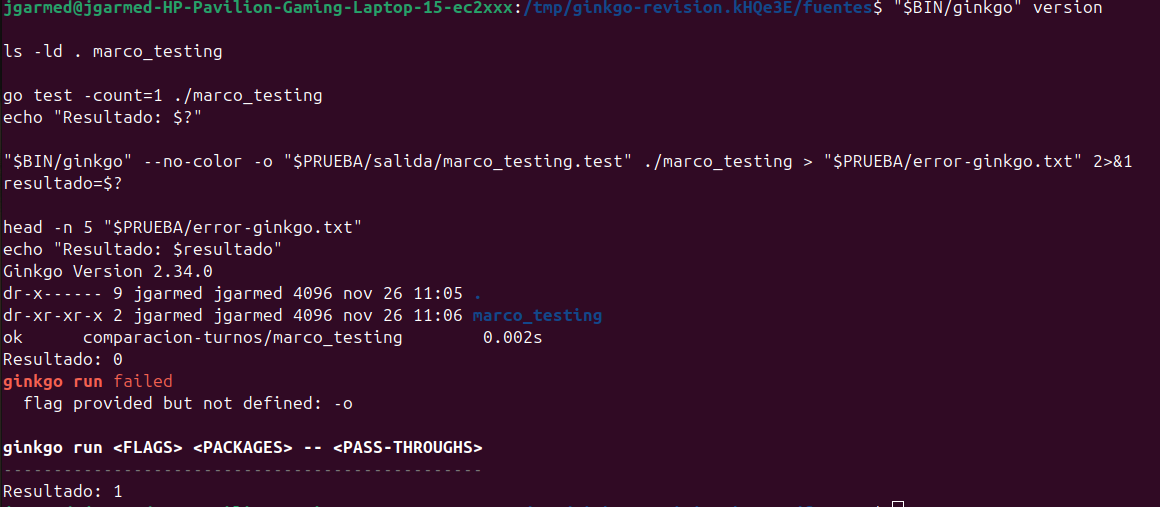 jgarmed@jgarmed-HP-Pavilion-Gaming-Laptop-15-ec2xxx:/tmp/ginkgo-revision.kHQe3E/fuentes$ "$BIN/ginkgo" version
ls -ld . marco_testing
go test -count=1 ./marco_testing
echo "Resultado: $?"
"$BIN/ginkgo" --no-color -o "$PRUEBA/salida/marco_testing.test" ./marco_testing > "$PRUEBA/error-ginkgo.txt" 2>&1
resultado=$?
head -n 5 "$PRUEBA/error-ginkgo.txt"
echo "Resultado: $resultado"
Ginkgo Version 2.34.0
dr-x------ 9 jgarmed jgarmed 4096 nov 26 11:05 .
dr-xr-xr-x 2 jgarmed jgarmed 4096 nov 26 11:06 marco_testing
ok      comparacion-turnos/marco_testing        0.002s
Resultado: 0
ginkgo run failed
  flag provided but not defined: -o
ginkgo run <FLAGS> <PACKAGES> -- <PASS-THROUGHS>
-----------------------------------------------
Resultado: 1